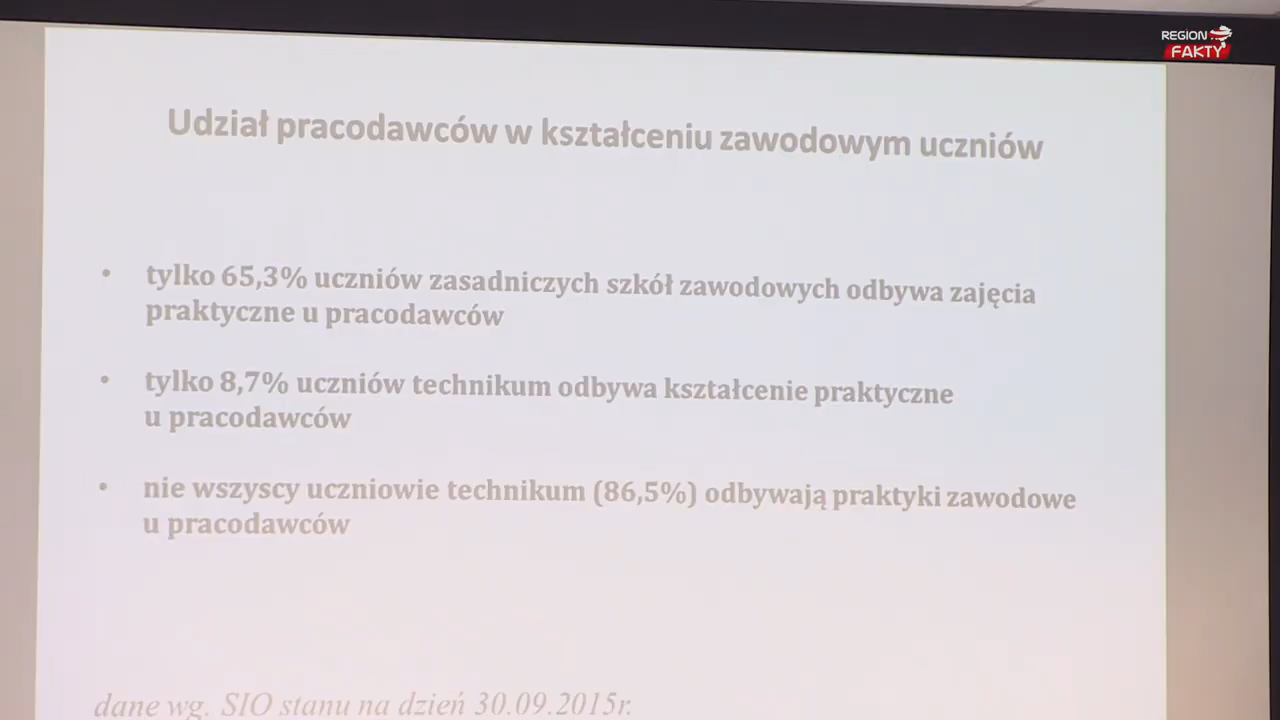 REGION
FAKTY
Udział pracodawców w kształceniu zawodowym uczniów
• tylko 65,3% uczniów zasadniczych szkół zawodowych odbywa zajęcia
praktyczne u pracodawców
• tylko 8,7% uczniów technikum odbywa kształcenie praktyczne
u pracodawców
• nie wszyscy uczniowie technikum (86,5%) odbywają praktyki zawodowe
u pracodawców
dane wg. SIO stanu na dzień 30.09.2015r.